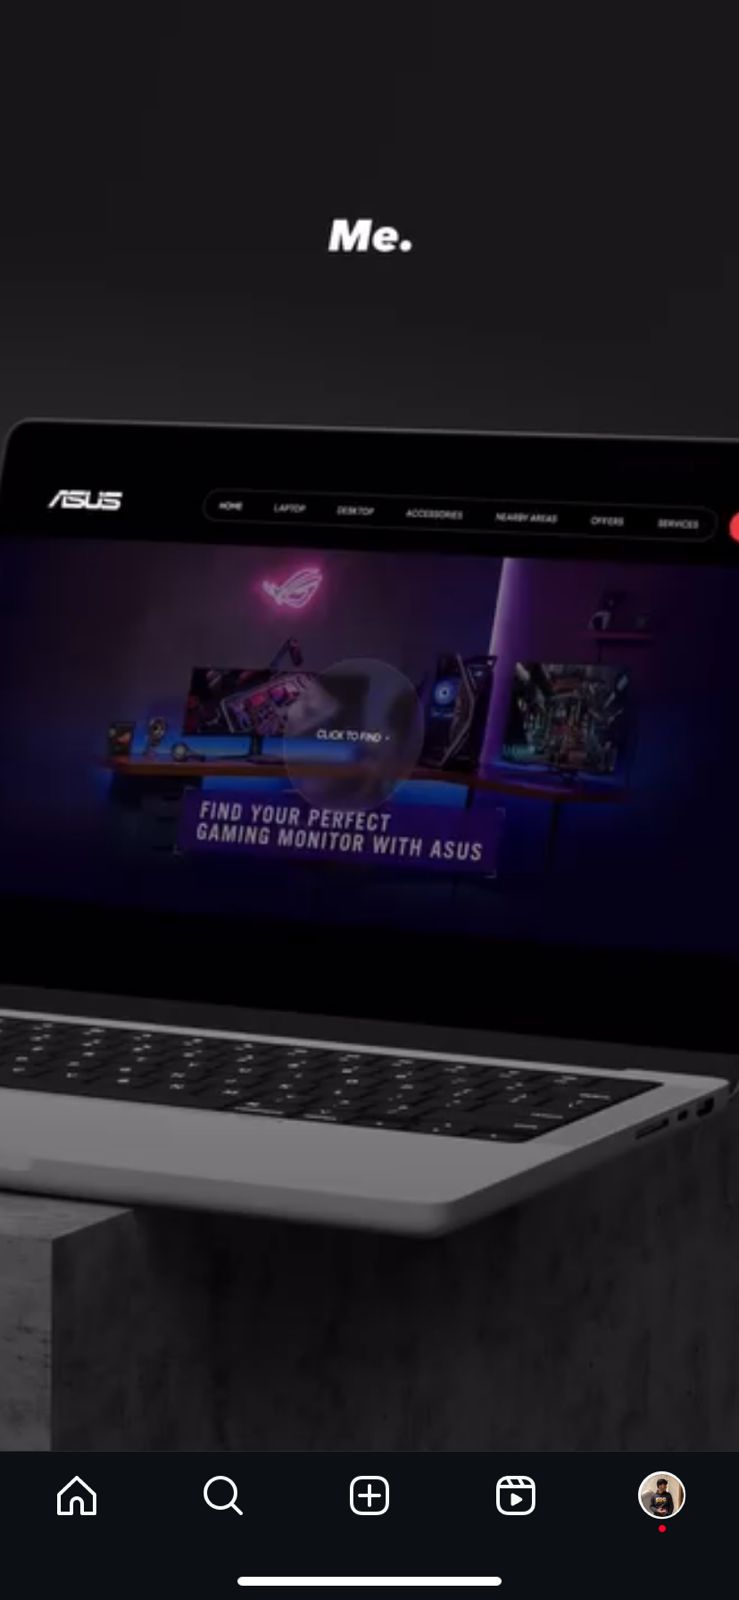 Me.
ASUS
HOME LAPTOP DESKTOP ACCESSORIES NEARBY AREAS OFFERS SERVICES
CLICK TO FIND
FIND YOUR PERFECT
GAMING MONITOR WITH ASUS